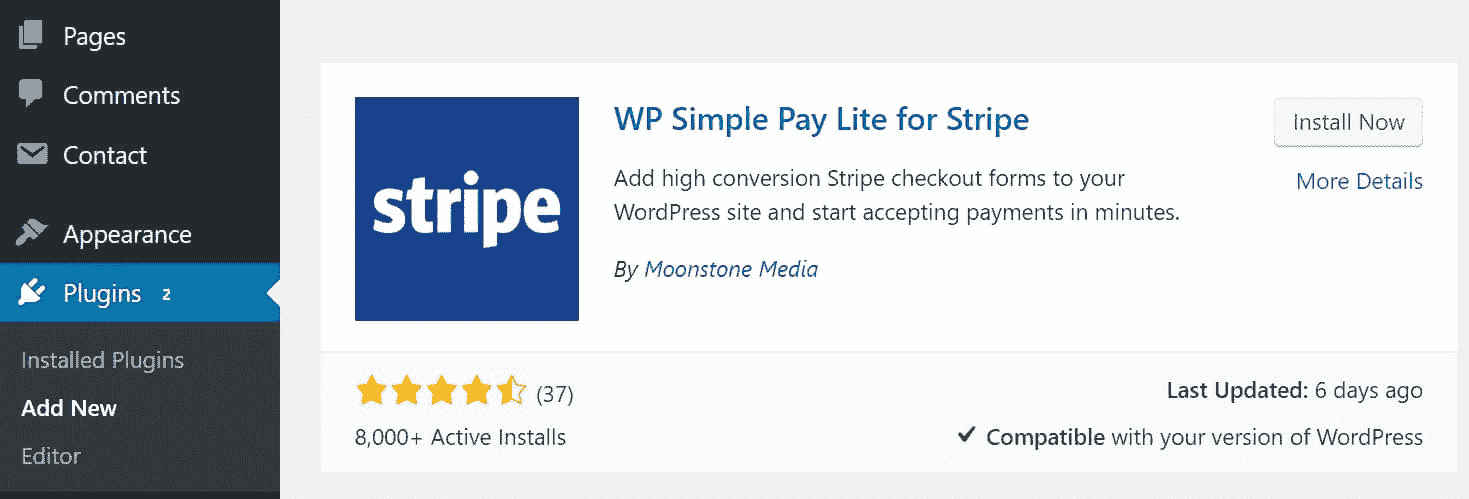 Pages
Comments
Contact
Appearance
Plugins 2
Installed Plugins
Add New
Editor
stripe
WP Simple Pay Lite for Stripe
Install Now
More Details
Add high conversion Stripe checkout forms to your
WordPress site and start accepting payments in minutes.
By Moonstone Media
(37)
8,000+ Active Installs
Last Updated: 6 days ago
Compatible with your version of WordPress